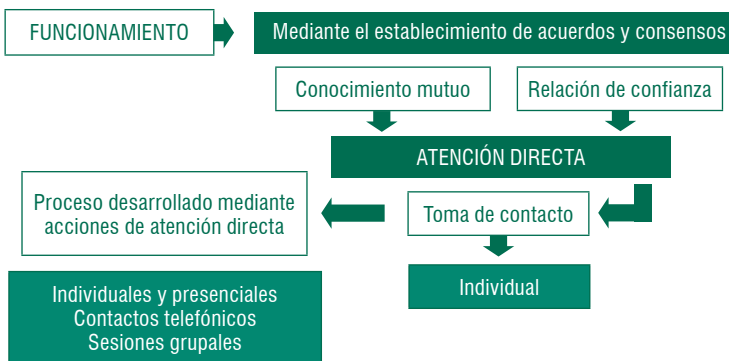 FUNCIONAMIENTO
Mediante el establecimiento de acuerdos y consensos
Conocimiento mutuo
Relación de confianza
ATENCIÓN DIRECTA
Proceso desarrollado mediante
acciones de atención directa
Toma de contacto
Individuales y presenciales
Contactos telefónicos
Sesiones grupales
Individual